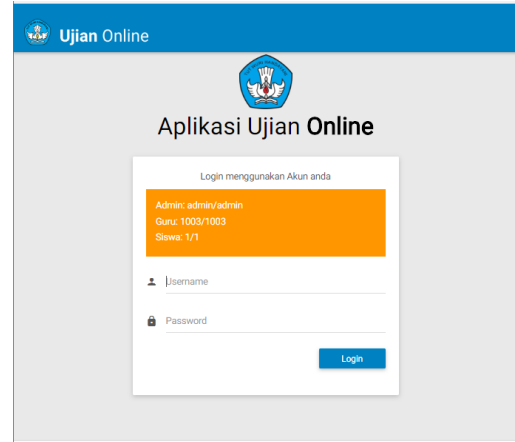 Ujian Online
Aplikasi Ujian Online
Login menggunakan Akun anda
Admin: admin/admin
Guru: 1003/1003
Siswa: 1/1
Username
Password
Login